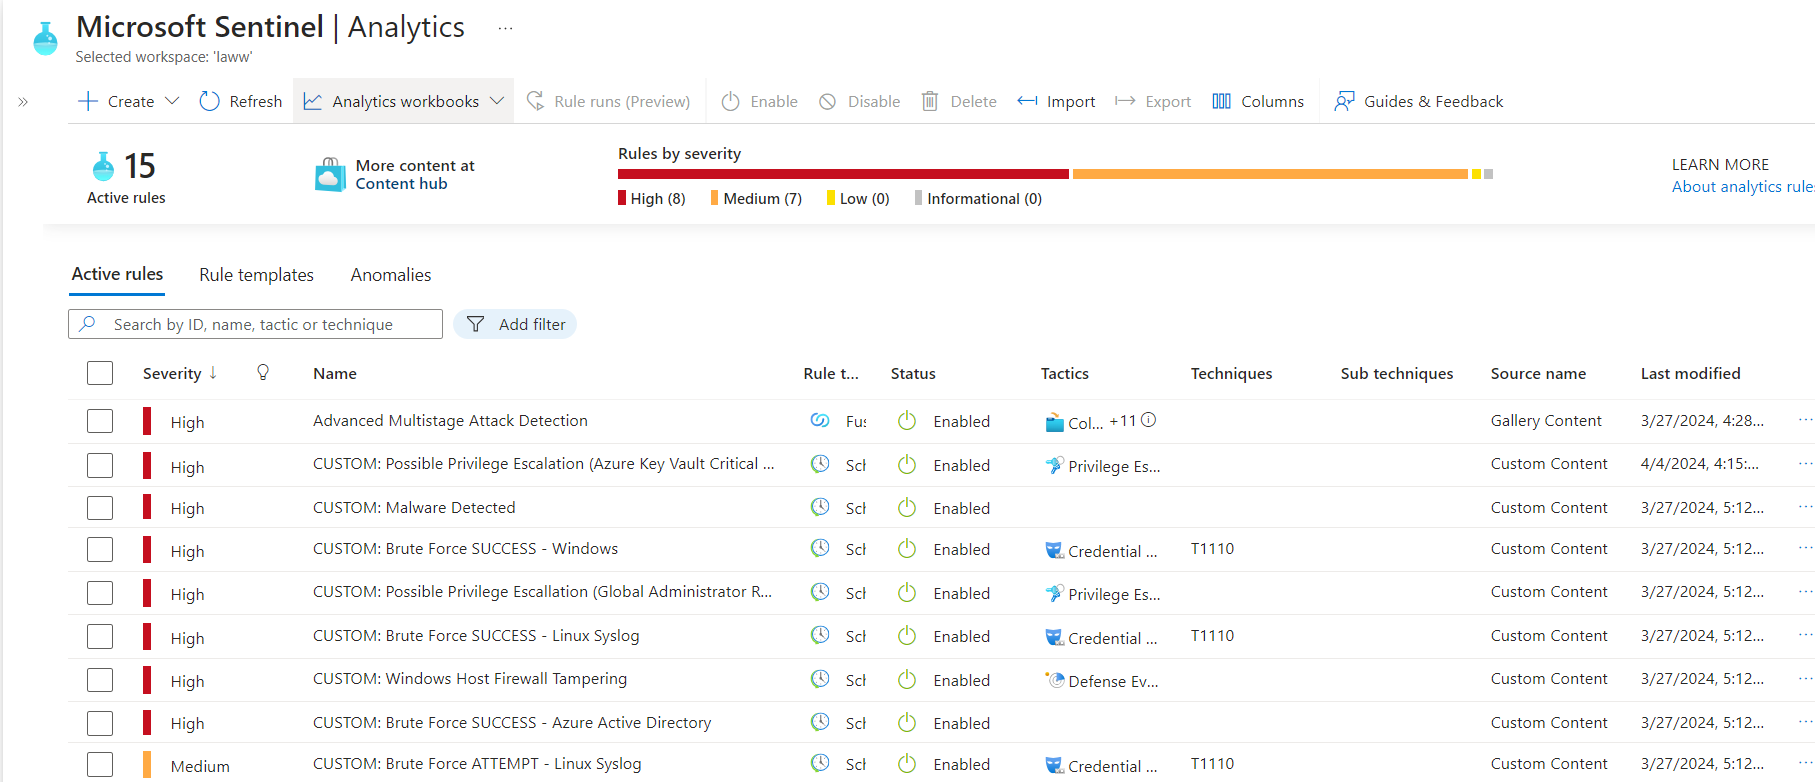 Microsoft Sentinel | Analytics ...
Selected workspace: 'laww'
Create Refresh Analytics workbooks Rule runs (Preview) Enable Disable Delete Import Export Columns Guides & Feedback
15
Active rules
More content at
Content hub
Rules by severity
High (8) Medium (7) Low (0) Informational (0)
LEARN MORE
About analytics rules
Active rules Rule templates Anomalies
Search by ID, name, tactic or technique Add filter
Severity ↓ Name Rule t... Status Tactics Techniques Sub techniques Source name Last modified
High Advanced Multistage Attack Detection Fus Enabled Col... +11 Gallery Content 3/27/2024, 4:28... ...
High CUSTOM: Possible Privilege Escalation (Azure Key Vault Critical ... Sch Enabled Privilege Es... Custom Content 4/4/2024, 4:15:... ...
High CUSTOM: Malware Detected Sch Enabled Custom Content 3/27/2024, 5:12... ...
High CUSTOM: Brute Force SUCCESS - Windows Sch Enabled Credential ... T1110 Custom Content 3/27/2024, 5:12... ...
High CUSTOM: Possible Privilege Escallation (Global Administrator R... Sch Enabled Privilege Es... Custom Content 3/27/2024, 5:12... ...
High CUSTOM: Brute Force SUCCESS - Linux Syslog Sch Enabled Credential ... T1110 Custom Content 3/27/2024, 5:12... ...
High CUSTOM: Windows Host Firewall Tampering Sch Enabled Defense Ev... Custom Content 3/27/2024, 5:12... ...
High CUSTOM: Brute Force SUCCESS - Azure Active Directory Sch Enabled Custom Content 3/27/2024, 5:12... ...
Medium CUSTOM: Brute Force ATTEMPT - Linux Syslog Sch Enabled Credential ... T1110 Custom Content 3/27/2024, 5:12... ...